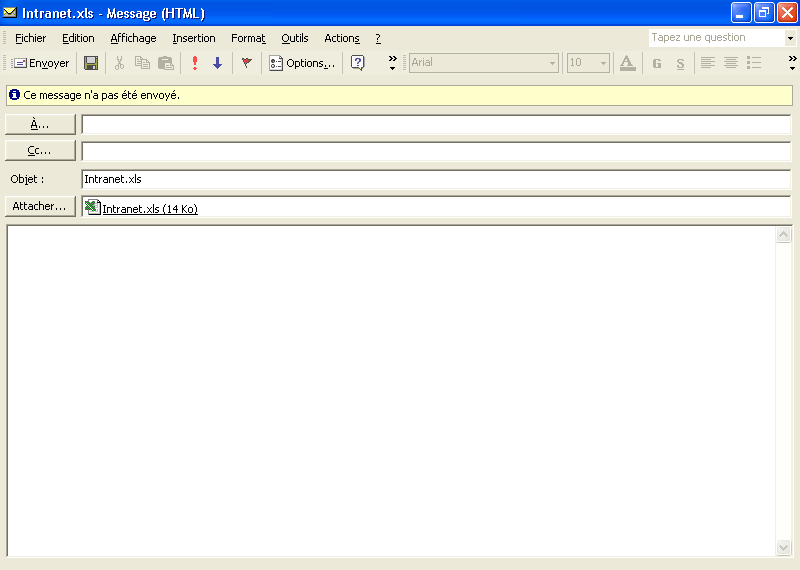 Intranet.xls - Message (HTML)
Fichier Edition Affichage Insertion Format Outils Actions ? Tapez une question
Envoyer Options... Arial 10 A G S
Ce message n'a pas été envoyé.
À...
Cc...
Objet : Intranet.xls
Attacher... Intranet.xls (14 Ko)